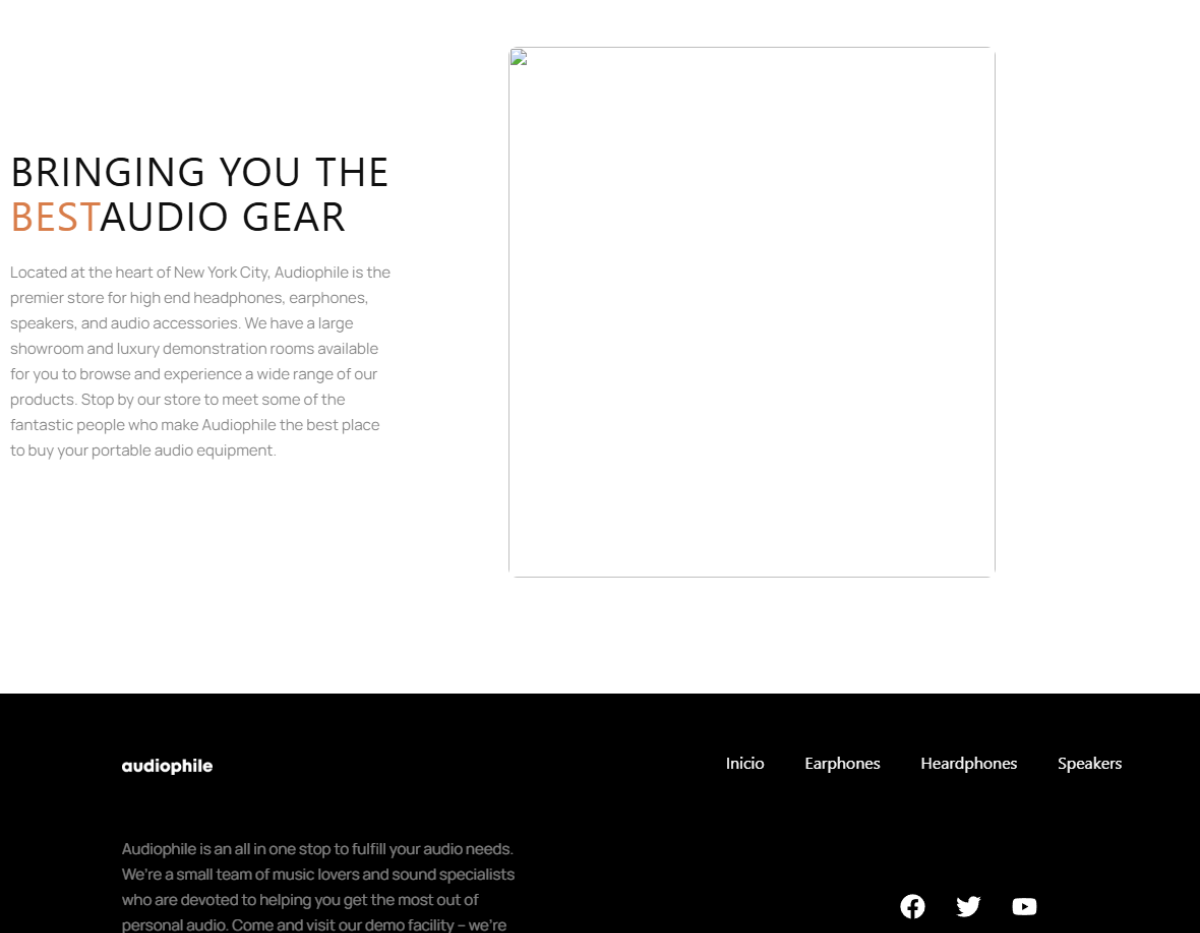 BRINGING YOU THE
BESTAUDIO GEAR
Located at the heart of New York City, Audiophile is the
premier store for high end headphones, earphones,
speakers, and audio accessories. We have a large
showroom and luxury demonstration rooms available
for you to browse and experience a wide range of our
products. Stop by our store to meet some of the
fantastic people who make Audiophile the best place
to buy your portable audio equipment.
audiophile
Inicio Earphones Heardphones Speakers
Audiophile is an all in one stop to fulfill your audio needs.
We're a small team of music lovers and sound specialists
who are devoted to helping you get the most out of
personal audio. Come and visit our demo facility – we're